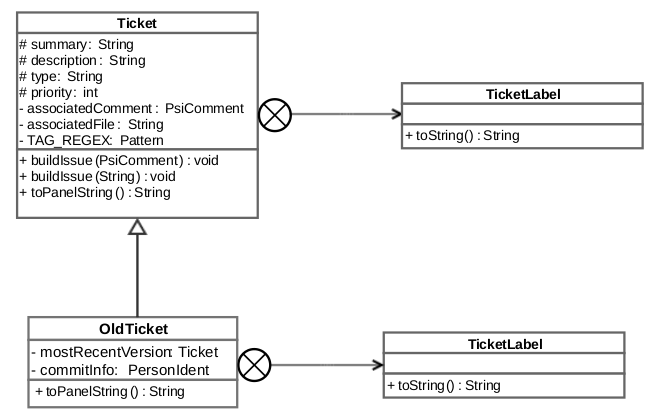 Ticket
# summary: String
# description: String
# type: String
# priority: int
- associatedComment: PsiComment
- associatedFile: String
- TAG_REGEX: Pattern
+ buildIssue(PsiComment) : void
+ buildIssue(String) : void
+ toPanelString() : String
TicketLabel
+ toString() : String
OldTicket
- mostRecentVersion: Ticket
- commitInfo: PersonIdent
+ toPanelString() : String
TicketLabel
+ toString() : String